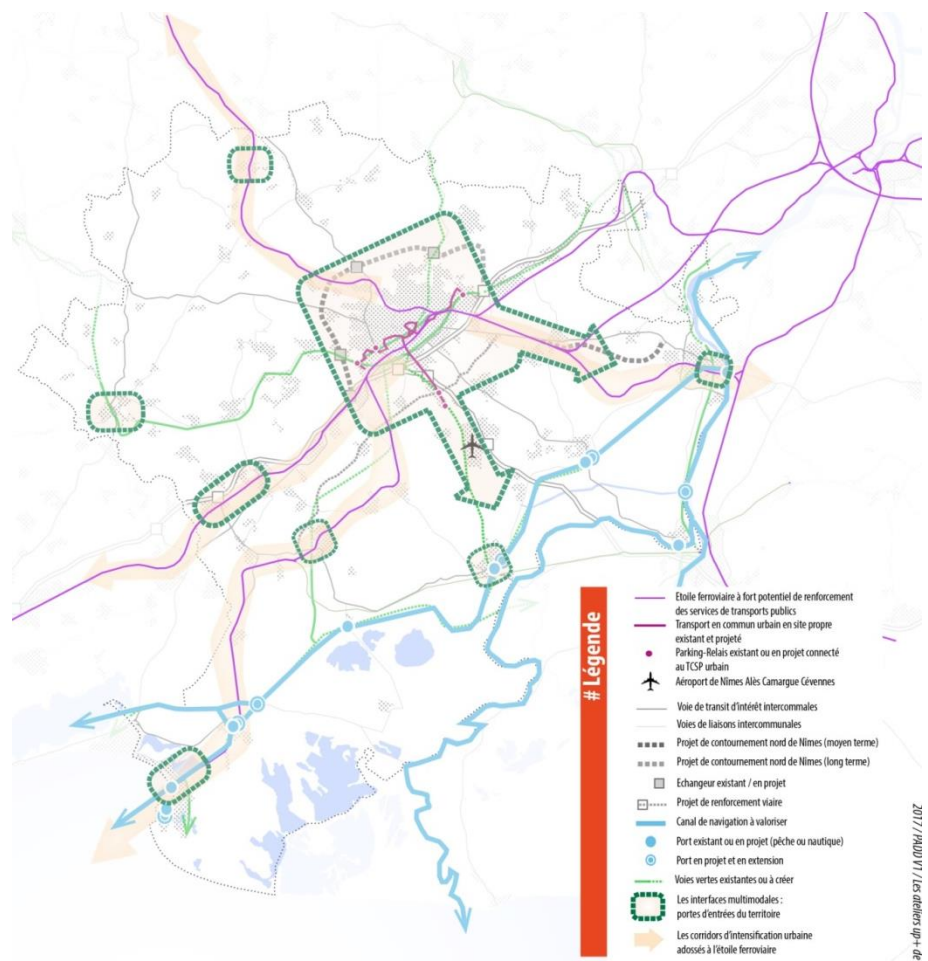 # Légende
Etoile ferroviaire à fort potentiel de renforcement
des services de transports publics
Transport en commun urbain en site propre
existant et projeté
Parking-Relais existant ou en projet connecté
au TCSP urbain
Aéroport de Nîmes Alès Camargue Cévennes
Voie de transit d'intérêt intercommales
Voies de liaisons intercommunales
Projet de contournement nord de Nîmes (moyen terme)
Projet de contournement nord de Nîmes (long terme)
Echangeur existant / en projet
Projet de renforcement viaire
Canal de navigation à valoriser
Port existant ou en projet (pêche ou nautique)
Port en projet et en extension
Voies vertes existantes ou à créer
Les interfaces multimodales :
portes d'entrées du territoire
Les corridors d'intensification urbaine
adossés à l'étoile ferroviaire
2017 / PADD V1 / Les ateliers up+ de